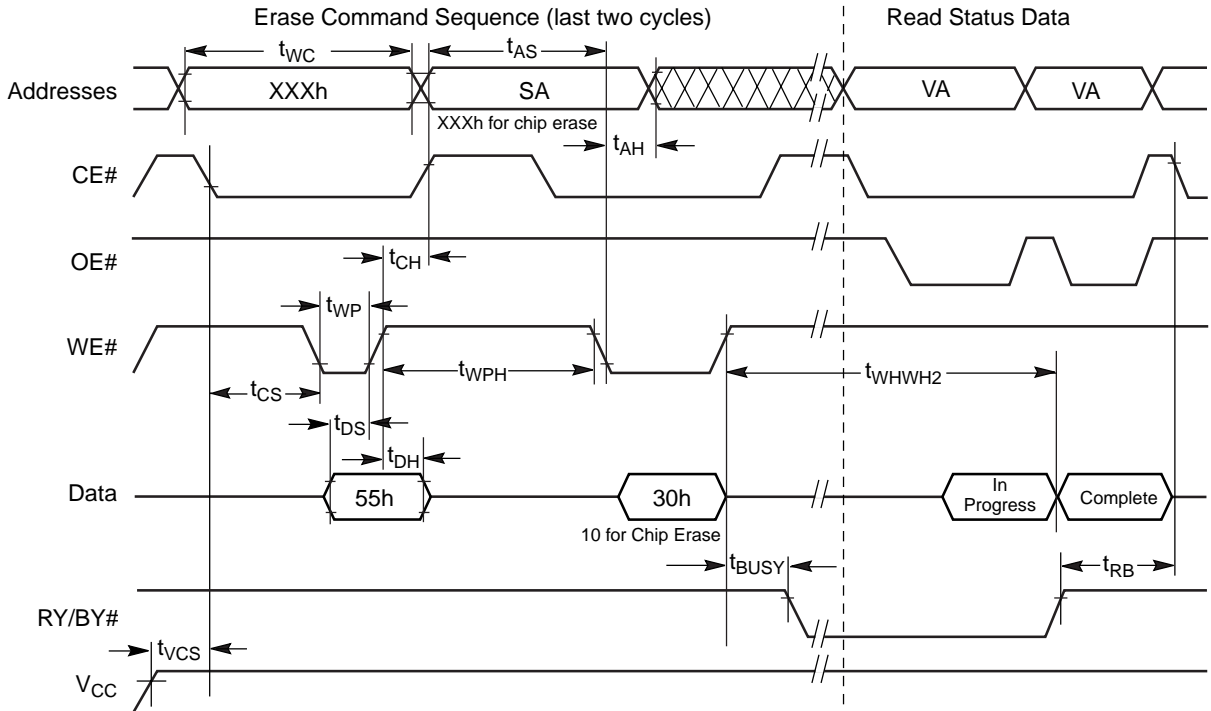 Erase Command Sequence (last two cycles)
Read Status Data
tWC
tAS
Addresses
XXXh
SA
VA
VA
XXXh for chip erase
tAH
CE#
OE#
tCH
tWP
WE#
tWPH
tWHWH2
tCS
tDS
tDH
Data
55h
30h
In
Progress
Complete
10 for Chip Erase
tBUSY
tRB
RY/BY#
tVCS
VCC